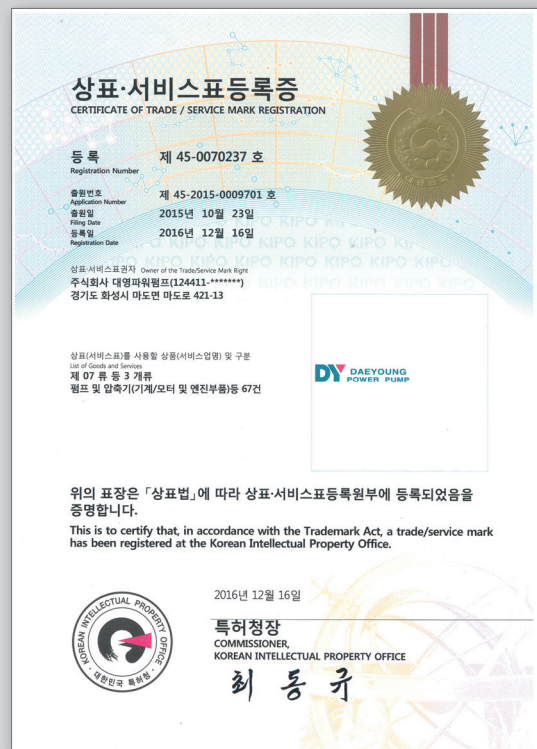 상표·서비스표등록증
CERTIFICATE OF TRADE / SERVICE MARK REGISTRATION
등 록 제 45-0070237 호
Registration Number
출원번호 제 45-2015-0009701 호
Application Number
출원일 2015년 10월 23일
Filing Date
등록일 2016년 12월 16일
Registration Date
상표·서비스표권자 Owner of the Trade/Service Mark Right
주식회사 대영파워펌프(124411-*******)
경기도 화성시 마도면 마도로 421-13
상표(서비스표)를 사용할 상품(서비스업명) 및 구분
List of Goods and Services
제 07 류 등 3 개류
펌프 및 압축기(기계/모터 및 엔진부품)등 67건
DY DAEYOUNG
POWER PUMP
위의 표장은 「상표법」에 따라 상표·서비스표등록원부에 등록되었음을
증명합니다.
This is to certify that, in accordance with the Trademark Act, a trade/service mark
has been registered at the Korean Intellectual Property Office.
2016년 12월 16일
특허청장
COMMISSIONER,
KOREAN INTELLECTUAL PROPERTY OFFICE
최 동 규
KOREAN INTELLECTUAL PROPERTY OFFICE
대한민국 특허청
KIPO KIPO KIPO KIPO KIPO